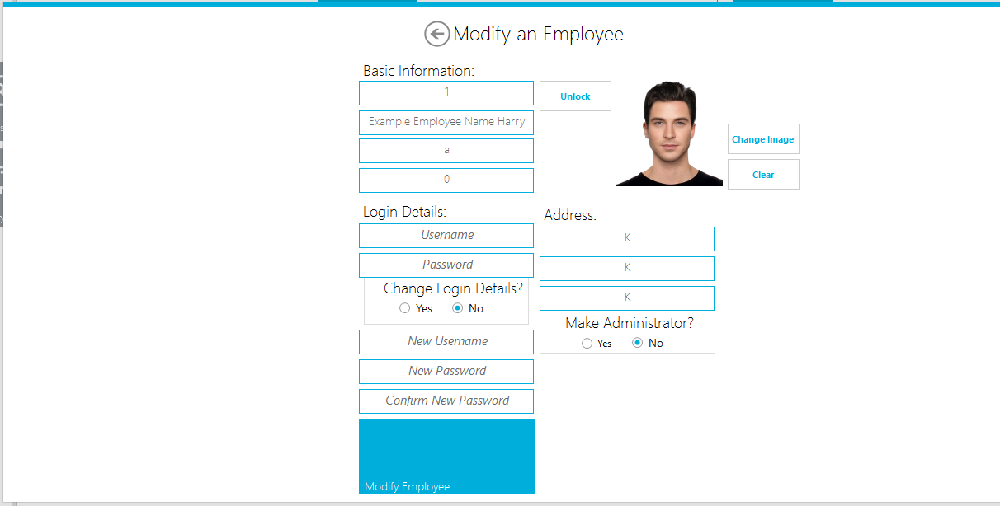 Modify an Employee
Basic Information:
1
Unlock
Example Employee Name Harry
a
0
Change Image
Clear
Login Details:
Username
Password
Change Login Details?
Yes No
New Username
New Password
Confirm New Password
Modify Employee
Address:
K
K
K
Make Administrator?
Yes No